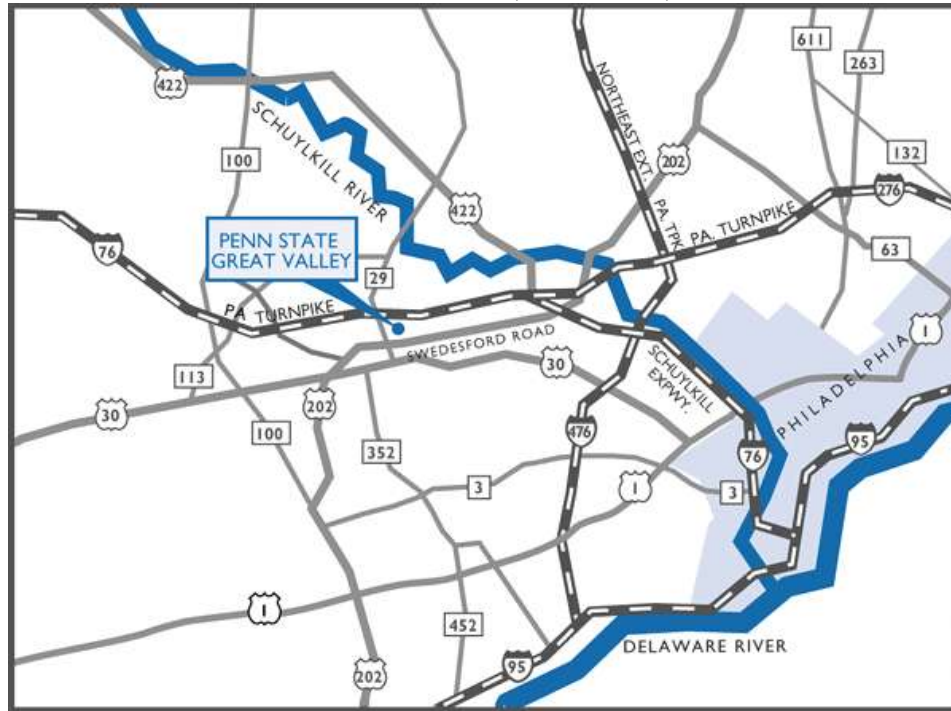 611
263
422
NORTHEAST EXT.
SCHUYLKILL RIVER
100
132
202
276
422
PA. TPK.
PA. TURNPIKE
76
PENN STATE
GREAT VALLEY
63
29
PA TURNPIKE
1
SWEDESFORD ROAD
PHILADELPHIA
30
SCHUYLKILL
EXPWY.
113
202
30
100
476
95
352
76
3
1
3
1
452
DELAWARE RIVER
95
202